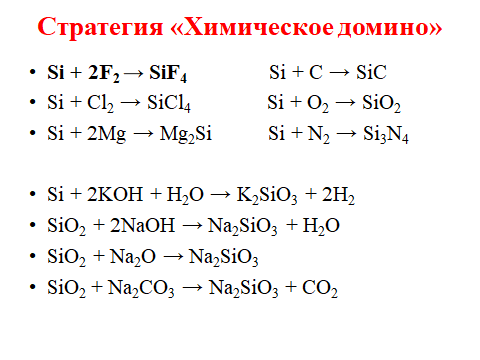 Стратегия «Химическое домино»
• Si + 2F₂ → SiF₄ Si + C → SiC
• Si + Cl₂ → SiCl₄ Si + O₂ → SiO₂
• Si + 2Mg → Mg₂Si Si + N₂ → Si₃N₄
• Si + 2KOH + H₂O → K₂SiO₃ + 2H₂
• SiO₂ + 2NaOH → Na₂SiO₃ + H₂O
• SiO₂ + Na₂O → Na₂SiO₃
• SiO₂ + Na₂CO₃ → Na₂SiO₃ + CO₂